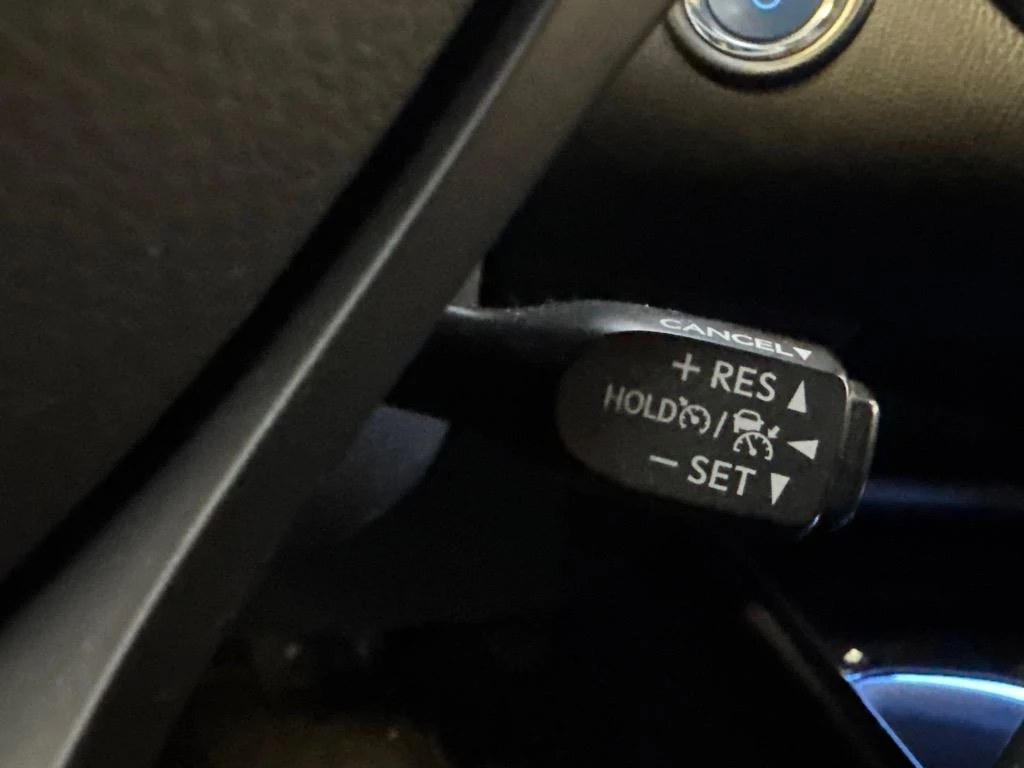 CANCEL▼
+ RES ▲
HOLD /  ◀
− SET ▼